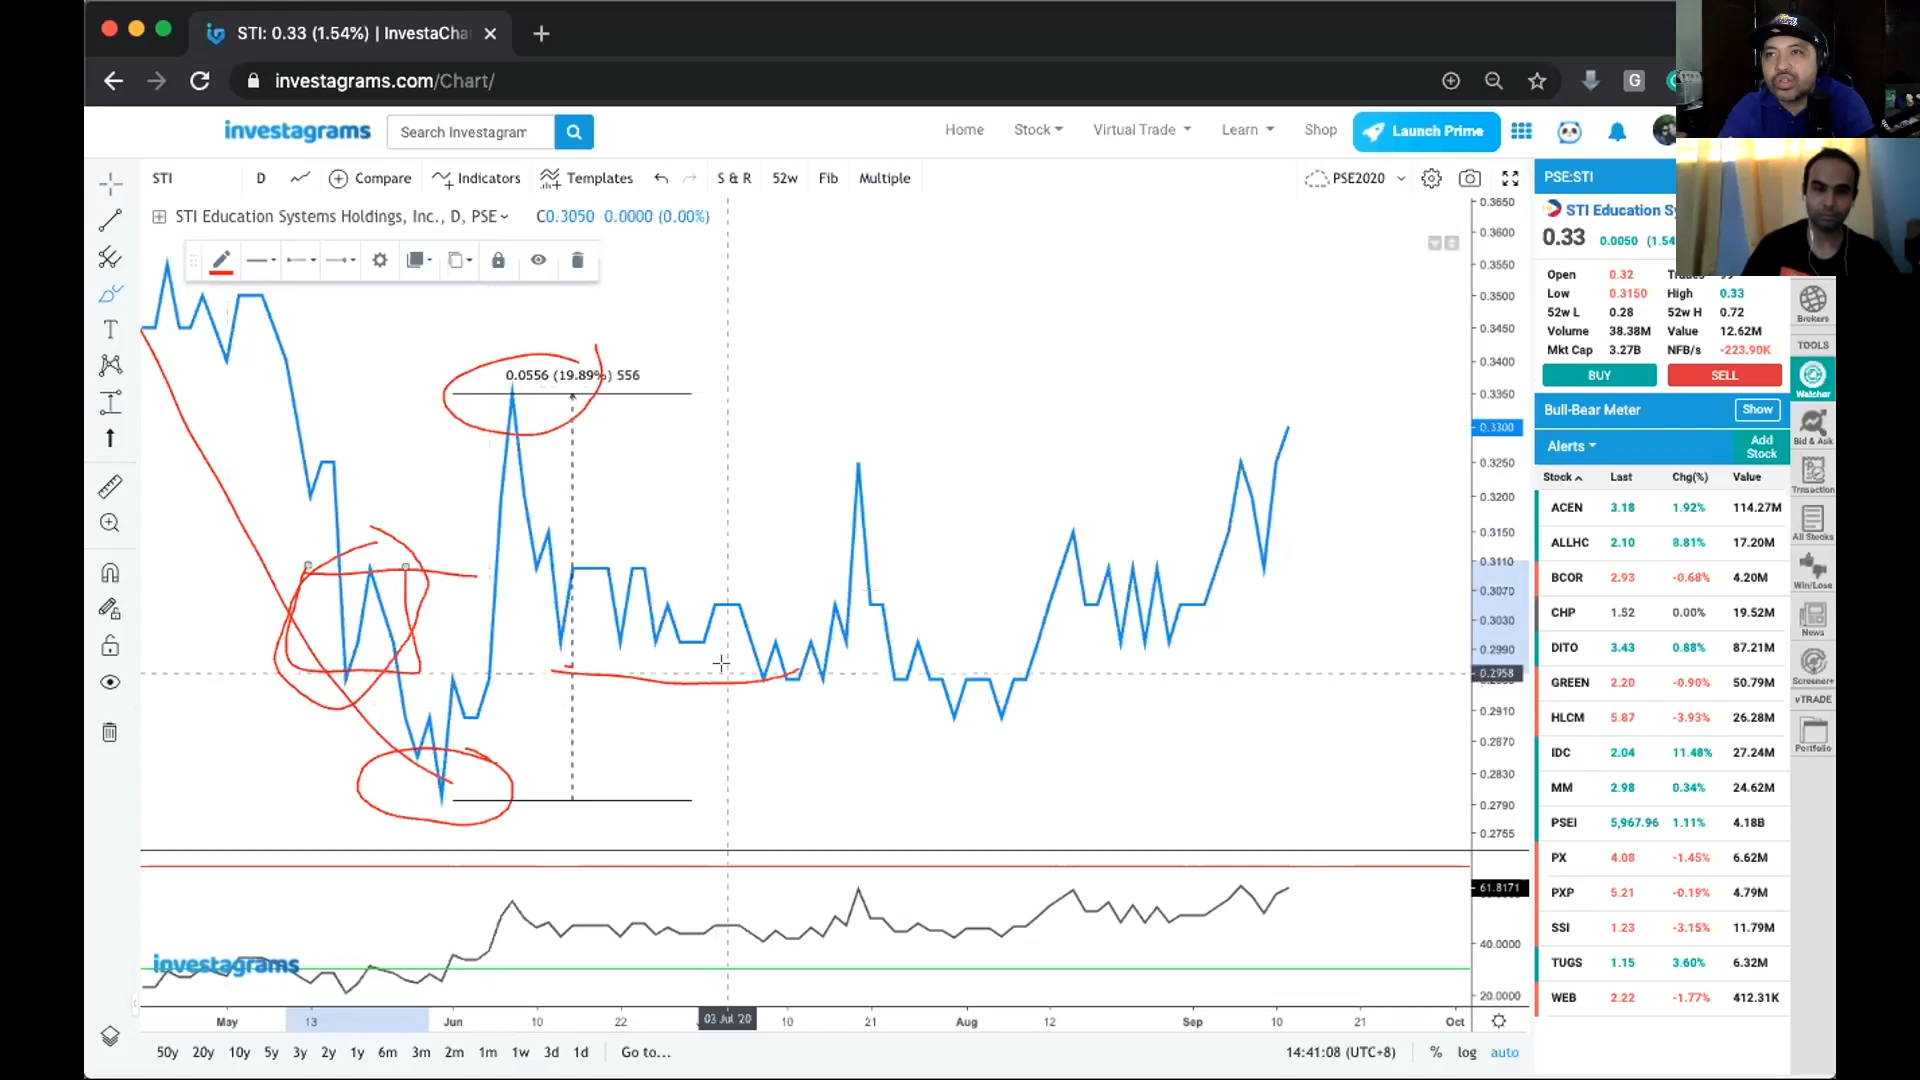 STI: 0.33 (1.54%) | InvestaCha
investagrams.com/Chart/
G
investagrams
Search Investagram
Home
Stock
Virtual Trade
Learn
Shop
Launch Prime
STI
D
Compare
Indicators
Templates
S & R
52w
Fib
Multiple
PSE2020
STI Education Systems Holdings, Inc., D, PSE
C0.3050 0.0000 (0.00%)
0.0556 (19.89%) 556
0.3650
0.3600
0.3550
0.3500
0.3450
0.3400
0.3350
0.3300
0.3250
0.3200
0.3150
0.3110
0.3070
0.3030
0.2990
0.2958
0.2910
0.2870
0.2830
0.2790
0.2755
61.8171
40.0000
20.0000
investagrams
May
13
Jun
10
22
03 Jul '20
10
21
Aug
12
Sep
10
21
Oct
50y 20y 10y 5y 3y 2y 1y 6m 3m 2m 1m 1w 3d 1d
Go to...
14:41:08 (UTC+8)
% log auto
PSE:STI
STI Education Sy
0.33 0.0050 (1.54
Open 0.32
Low 0.3150 High 0.33
52w L 0.28 52w H 0.72
Volume 38.38M Value 12.62M
Mkt Cap 3.27B NFB/s -223.90K
BUY SELL
Bull-Bear Meter Show
Alerts Add Stock
Stock Last Chg(%) Value
ACEN 3.18 1.92% 114.27M
ALLHC 2.10 8.81% 17.20M
BCOR 2.93 -0.68% 4.20M
CHP 1.52 0.00% 19.52M
DITO 3.43 0.88% 87.21M
GREEN 2.20 -0.90% 50.79M
HLCM 5.87 -3.93% 26.28M
IDC 2.04 11.48% 27.24M
MM 2.98 0.34% 24.62M
PSEI 5,967.96 1.11% 4.18B
PX 4.08 -1.45% 6.62M
PXP 5.21 -0.19% 4.79M
SSI 1.23 -3.15% 11.79M
TUGS 1.15 3.60% 6.32M
WEB 2.22 -1.77% 412.31K
Brokers
TOOLS
Watcher
Bid & Ask
Trnsaction
All Stocks
Win/Lose
News
Screener+
vTRADE
Portfolio